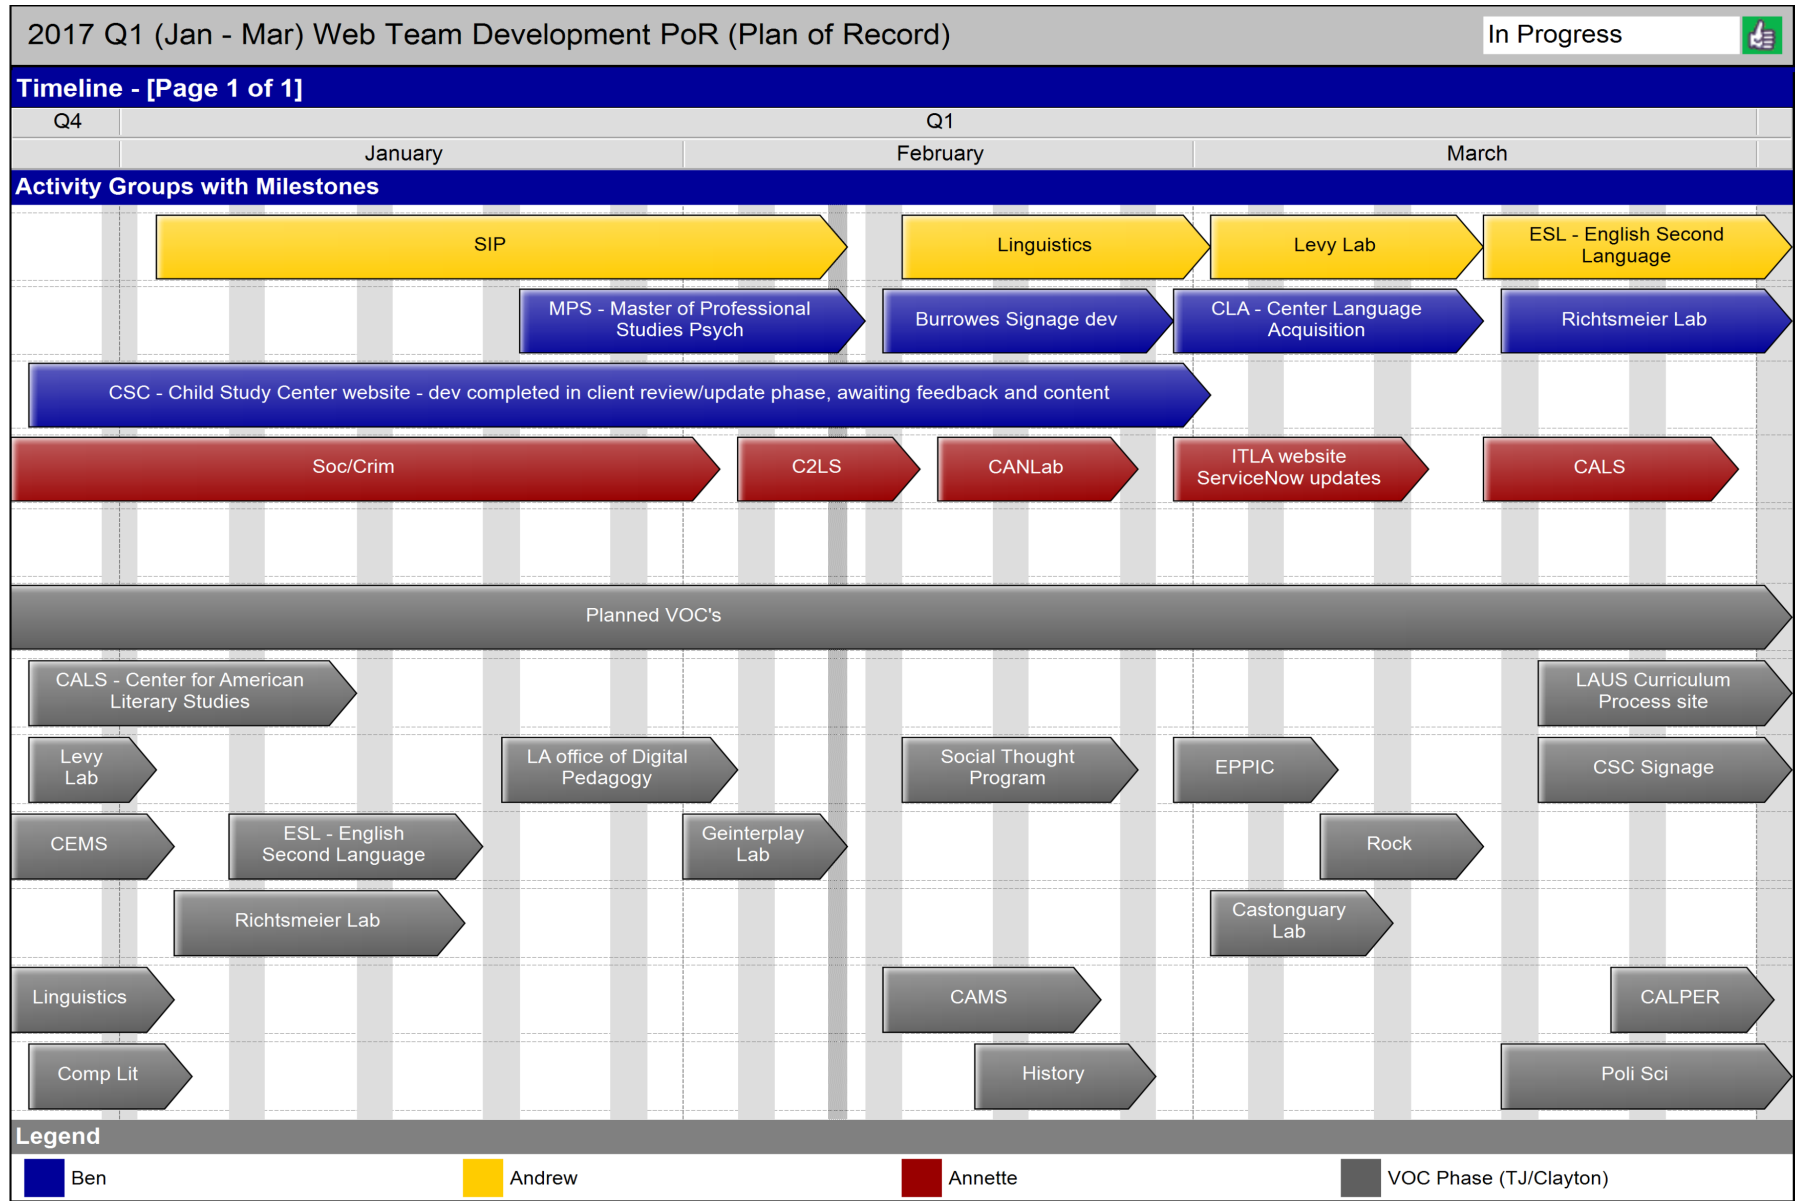 2017 Q1 (Jan - Mar) Web Team Development PoR (Plan of Record)
In Progress
Timeline - [Page 1 of 1]
Q4
Q1
January
February
March
Activity Groups with Milestones
SIP
Linguistics
Levy Lab
ESL - English Second
Language
MPS - Master of Professional
Studies Psych
Burrowes Signage dev
CLA - Center Language
Acquisition
Richtsmeier Lab
CSC - Child Study Center website - dev completed in client review/update phase, awaiting feedback and content
Soc/Crim
C2LS
CANLab
ITLA website
ServiceNow updates
CALS
Planned VOC's
CALS - Center for American
Literary Studies
LAUS Curriculum
Process site
Levy
Lab
LA office of Digital
Pedagogy
Social Thought
Program
EPPIC
CSC Signage
CEMS
ESL - English
Second Language
Geinterplay
Lab
Rock
Richtsmeier Lab
Castonguary
Lab
Linguistics
CAMS
CALPER
Comp Lit
History
Poli Sci
Legend
Ben
Andrew
Annette
VOC Phase (TJ/Clayton)